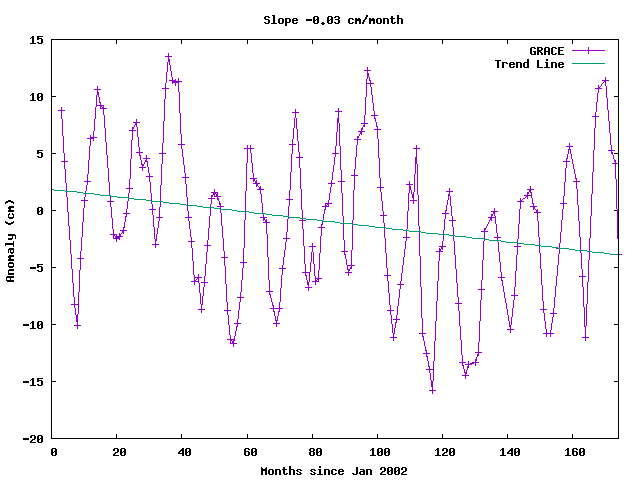 Slope -0.03 cm/month
GRACE
Trend Line
15
10
5
0
-5
-10
-15
-20
Anomaly (cm)
0 20 40 60 80 100 120 140 160
Months since Jan 2002